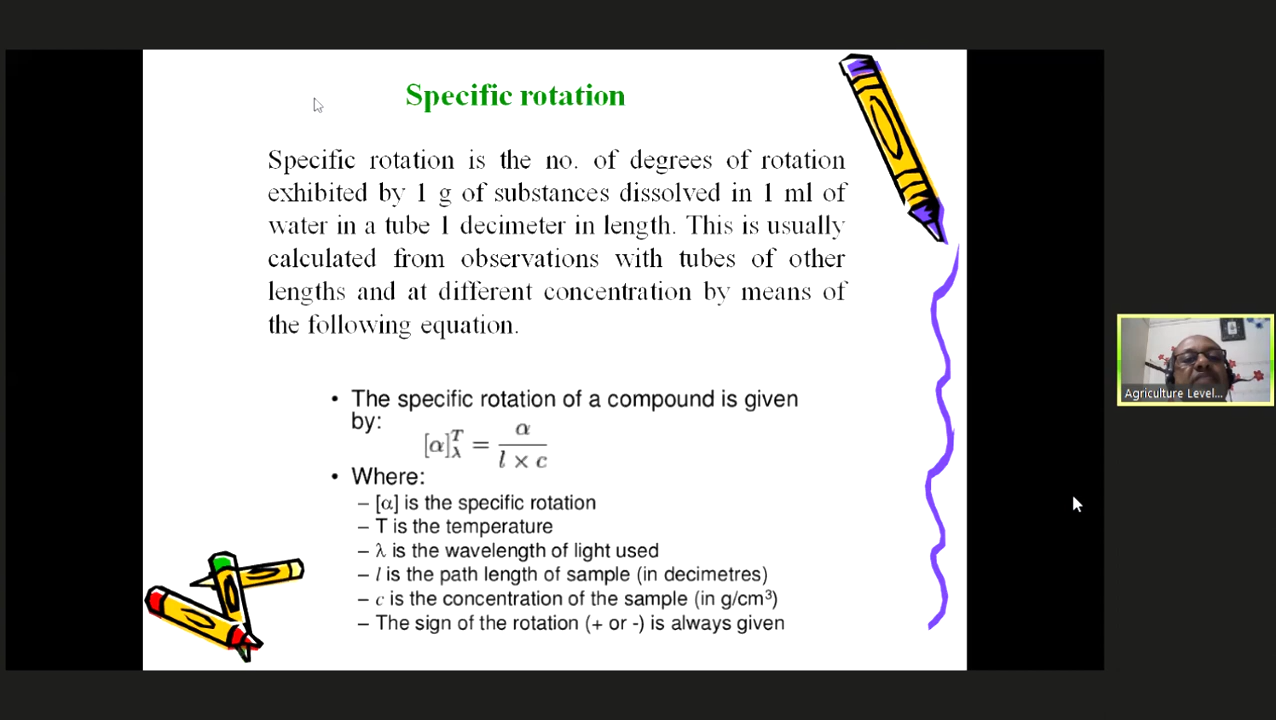 Specific rotation
Specific rotation is the no. of degrees of rotation
exhibited by 1 g of substances dissolved in 1 ml of
water in a tube 1 decimeter in length. This is usually
calculated from observations with tubes of other
lengths and at different concentration by means of
the following equation.
• The specific rotation of a compound is given
by:
[α]^T_λ = α / (l × c)
• Where:
– [α] is the specific rotation
– T is the temperature
– λ is the wavelength of light used
– l is the path length of sample (in decimetres)
– c is the concentration of the sample (in g/cm³)
– The sign of the rotation (+ or -) is always given
Agriculture Level...